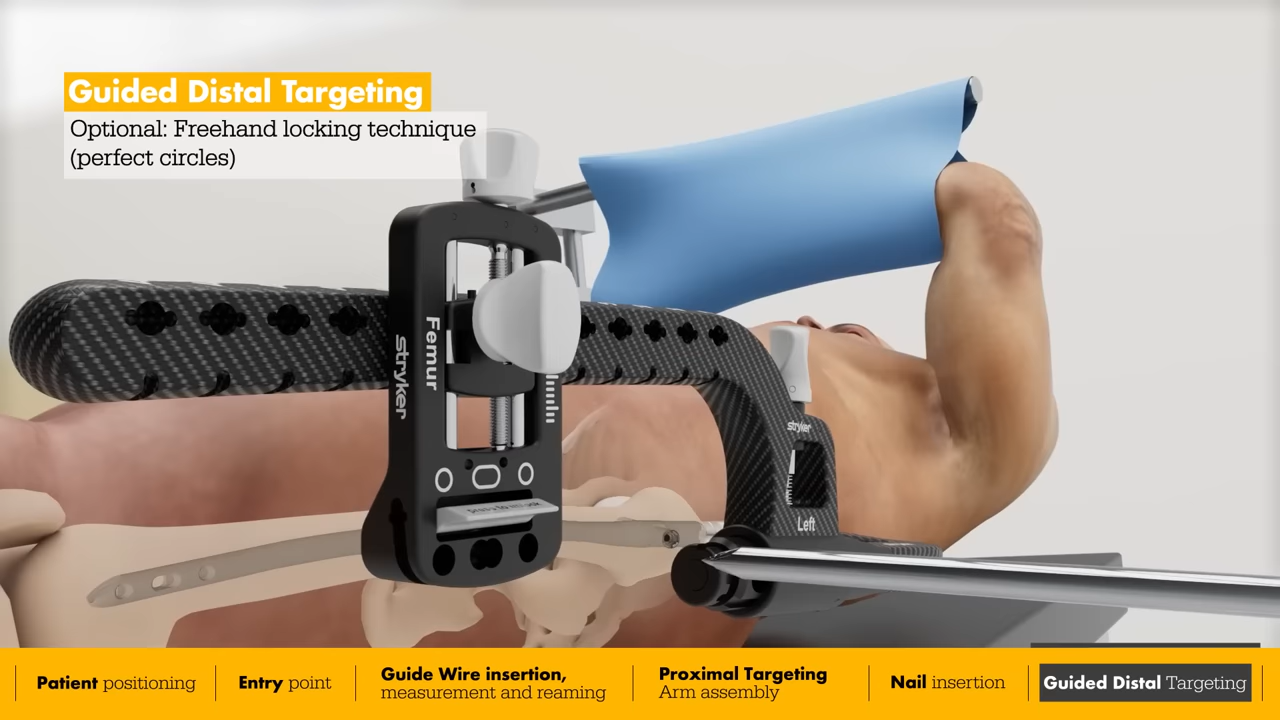 Guided Distal Targeting
Optional: Freehand locking technique
(perfect circles)
Femur
stryker
stryker
Left
Patient positioning
Entry point
Guide Wire insertion,
measurement and reaming
Proximal Targeting
Arm assembly
Nail insertion
Guided Distal Targeting